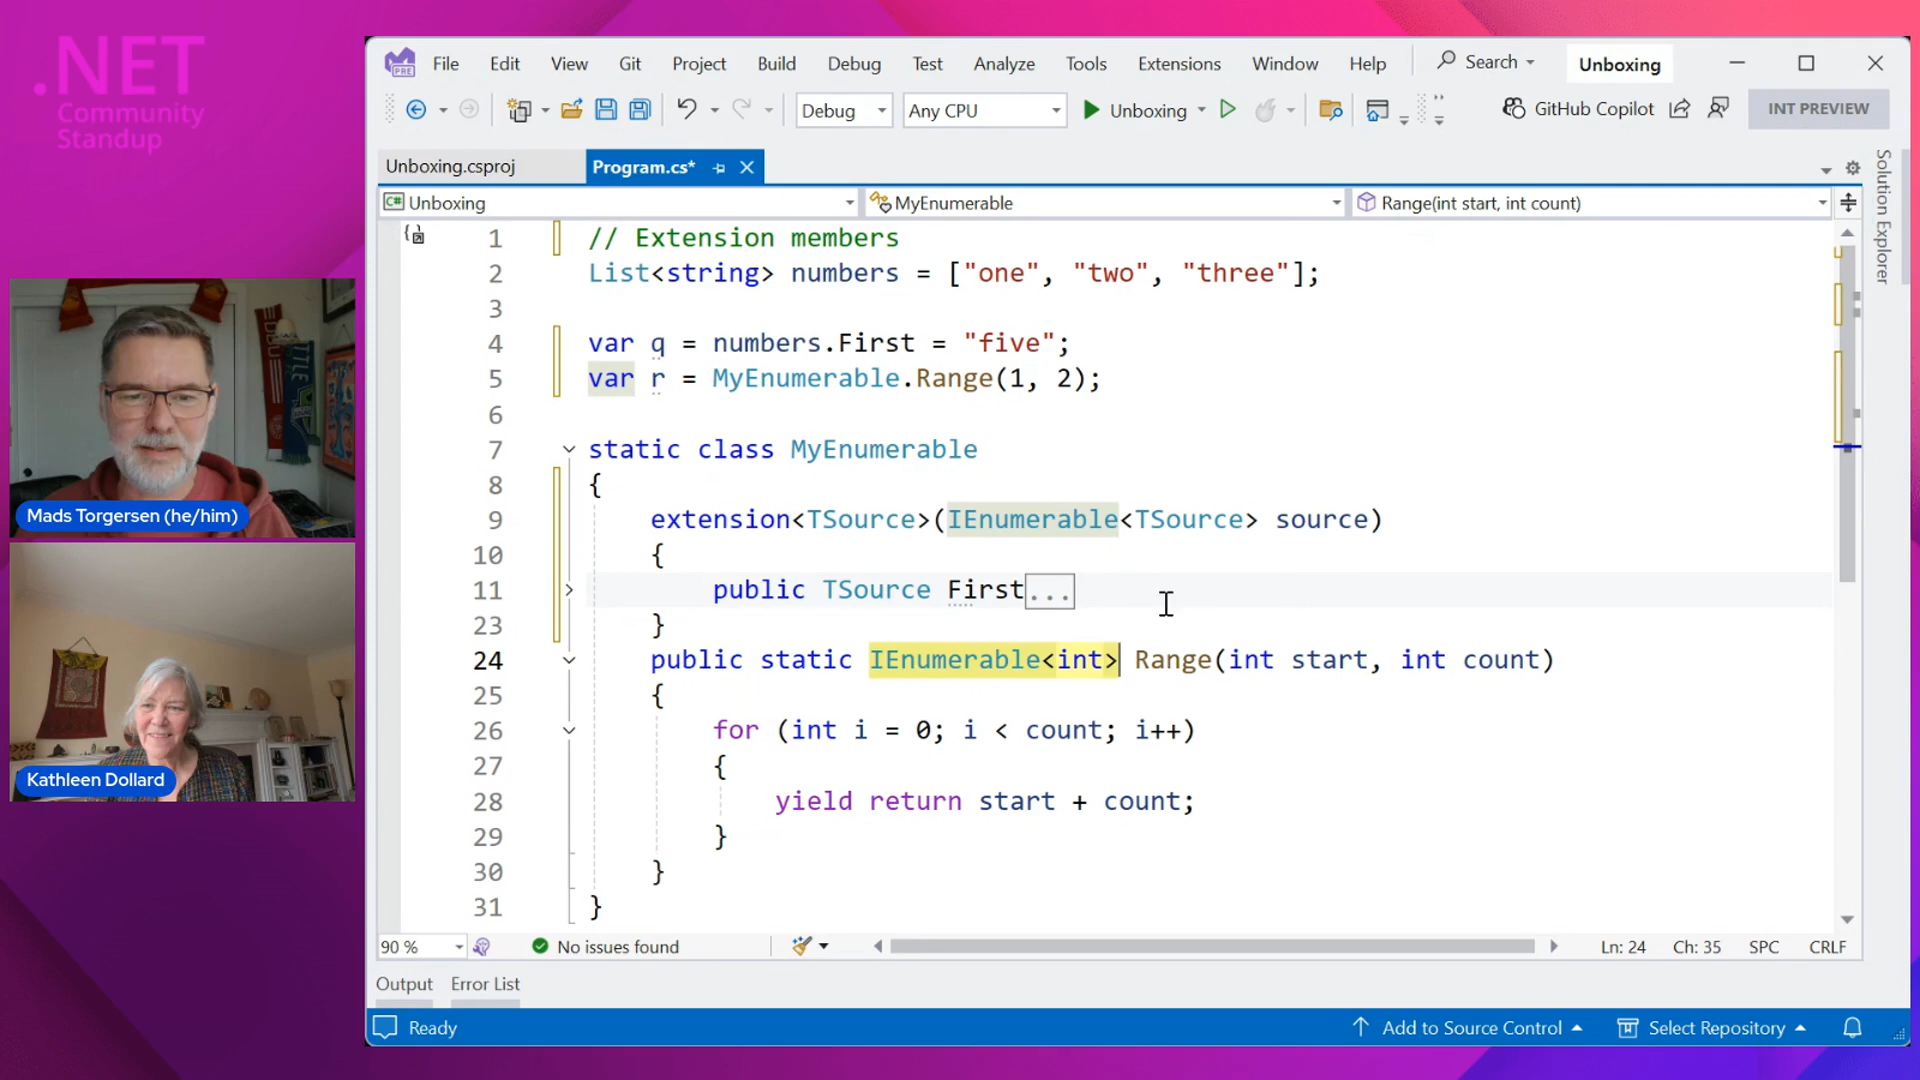 .NET
Community
Standup
Mads Torgersen (he/him)
Kathleen Dollard
PRE
File Edit View Git Project Build Debug Test Analyze Tools Extensions Window Help Search Unboxing
Debug Any CPU Unboxing GitHub Copilot INT PREVIEW
Unboxing.csproj Program.cs*
C# Unboxing MyEnumerable Range(int start, int count)
Solution Explorer
1 // Extension members
2 List<string> numbers = ["one", "two", "three"];
3
4 var q = numbers.First = "five";
5 var r = MyEnumerable.Range(1, 2);
6
7 static class MyEnumerable
8 {
9 extension<TSource>(IEnumerable<TSource> source)
10 {
11 public TSource First...
23 }
24 public static IEnumerable<int> Range(int start, int count)
25 {
26 for (int i = 0; i < count; i++)
27 {
28 yield return start + count;
29 }
30 }
31 }
90 % No issues found Ln: 24 Ch: 35 SPC CRLF
Output Error List
Ready Add to Source Control Select Repository